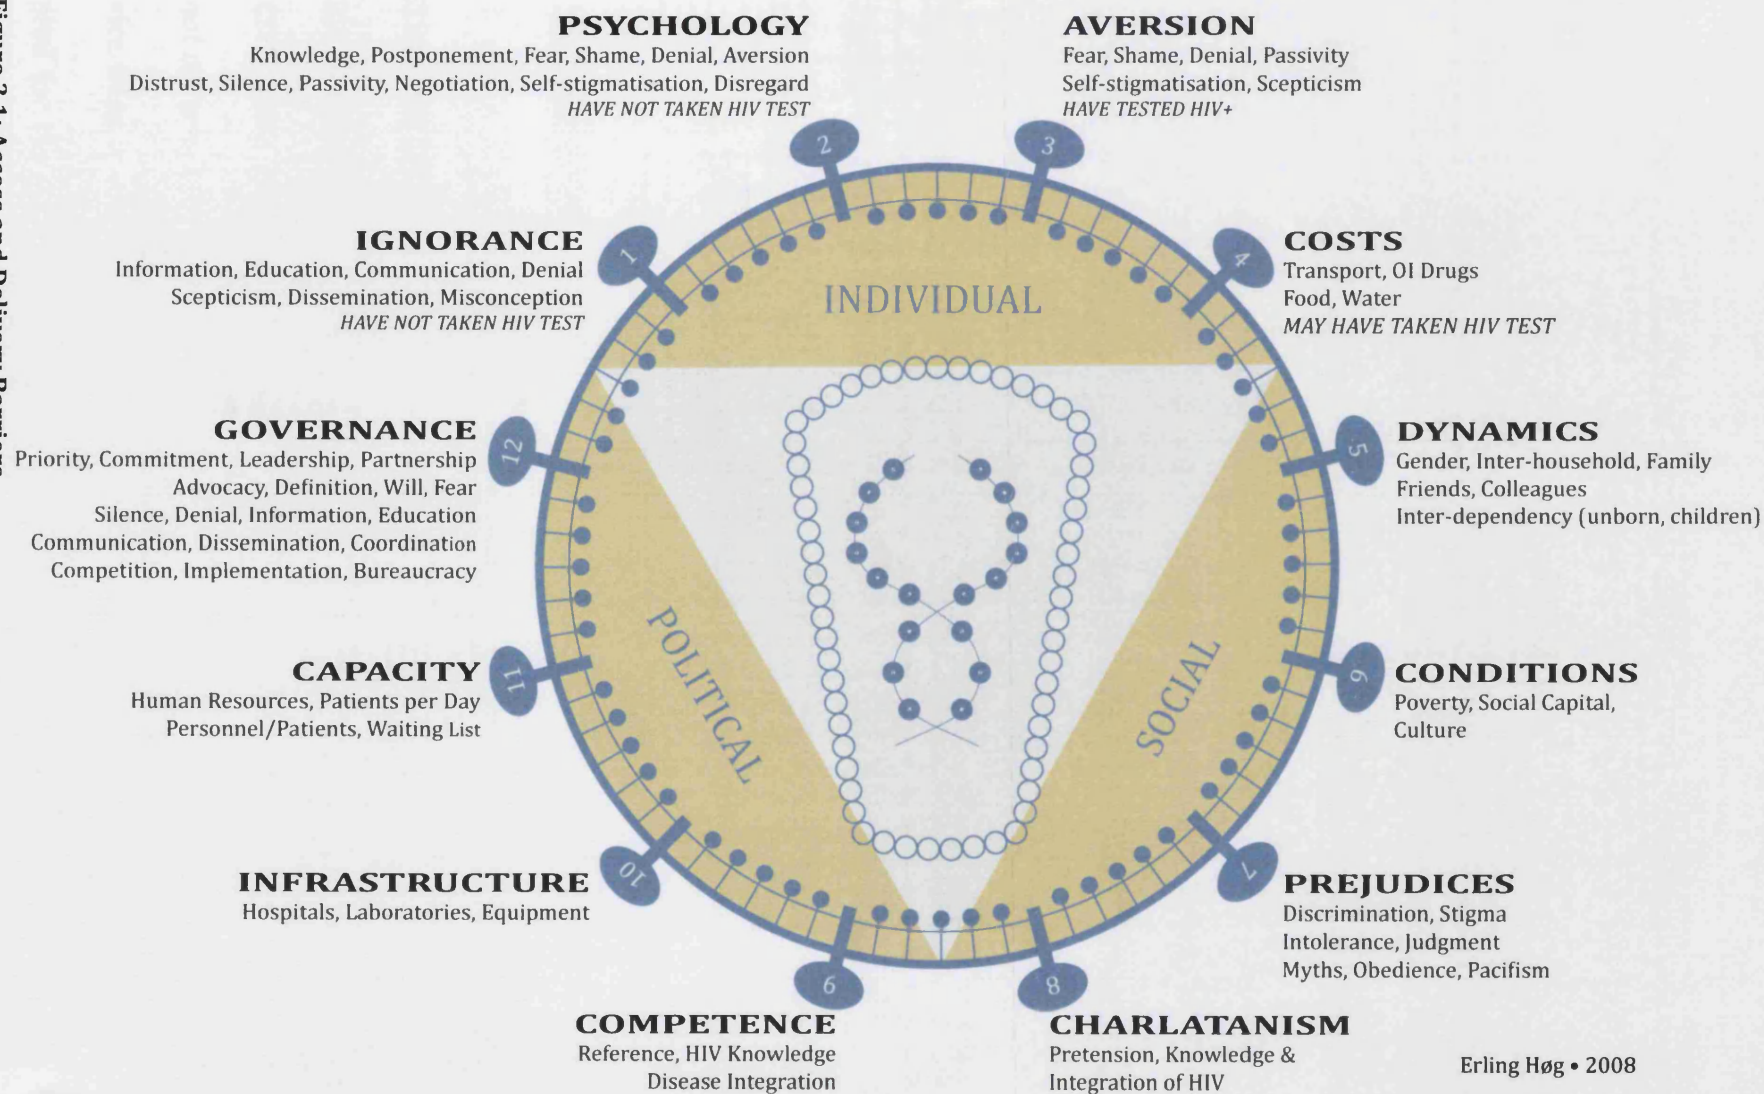 Figure
Access and Delivery Barriers
1
IGNORANCE
Information, Education, Communication, Denial
Scepticism, Dissemination, Misconception
HAVE NOT TAKEN HIV TEST
2
PSYCHOLOGY
Knowledge, Postponement, Fear, Shame, Denial, Aversion
Distrust, Silence, Passivity, Negotiation, Self-stigmatisation, Disregard
HAVE NOT TAKEN HIV TEST
3
AVERSION
Fear, Shame, Denial, Passivity
Self-stigmatisation, Scepticism
HAVE TESTED HIV+
4
COSTS
Transport, OI Drugs
Food, Water
MAY HAVE TAKEN HIV TEST
5
DYNAMICS
Gender, Inter-household, Family
Friends, Colleagues
Inter-dependency (unborn, children)
6
CONDITIONS
Poverty, Social Capital,
Culture
7
PREJUDICES
Discrimination, Stigma
Intolerance, Judgment
Myths, Obedience, Pacifism
8
CHARLATANISM
Pretension, Knowledge &
Integration of HIV
9
COMPETENCE
Reference, HIV Knowledge
Disease Integration
10
INFRASTRUCTURE
Hospitals, Laboratories, Equipment
11
CAPACITY
Human Resources, Patients per Day
Personnel/Patients, Waiting List
12
GOVERNANCE
Priority, Commitment, Leadership, Partnership
Advocacy, Definition, Will, Fear
Silence, Denial, Information, Education
Communication, Dissemination, Coordination
Competition, Implementation, Bureaucracy
INDIVIDUAL
SOCIAL
POLITICAL
Erling Høg • 2008